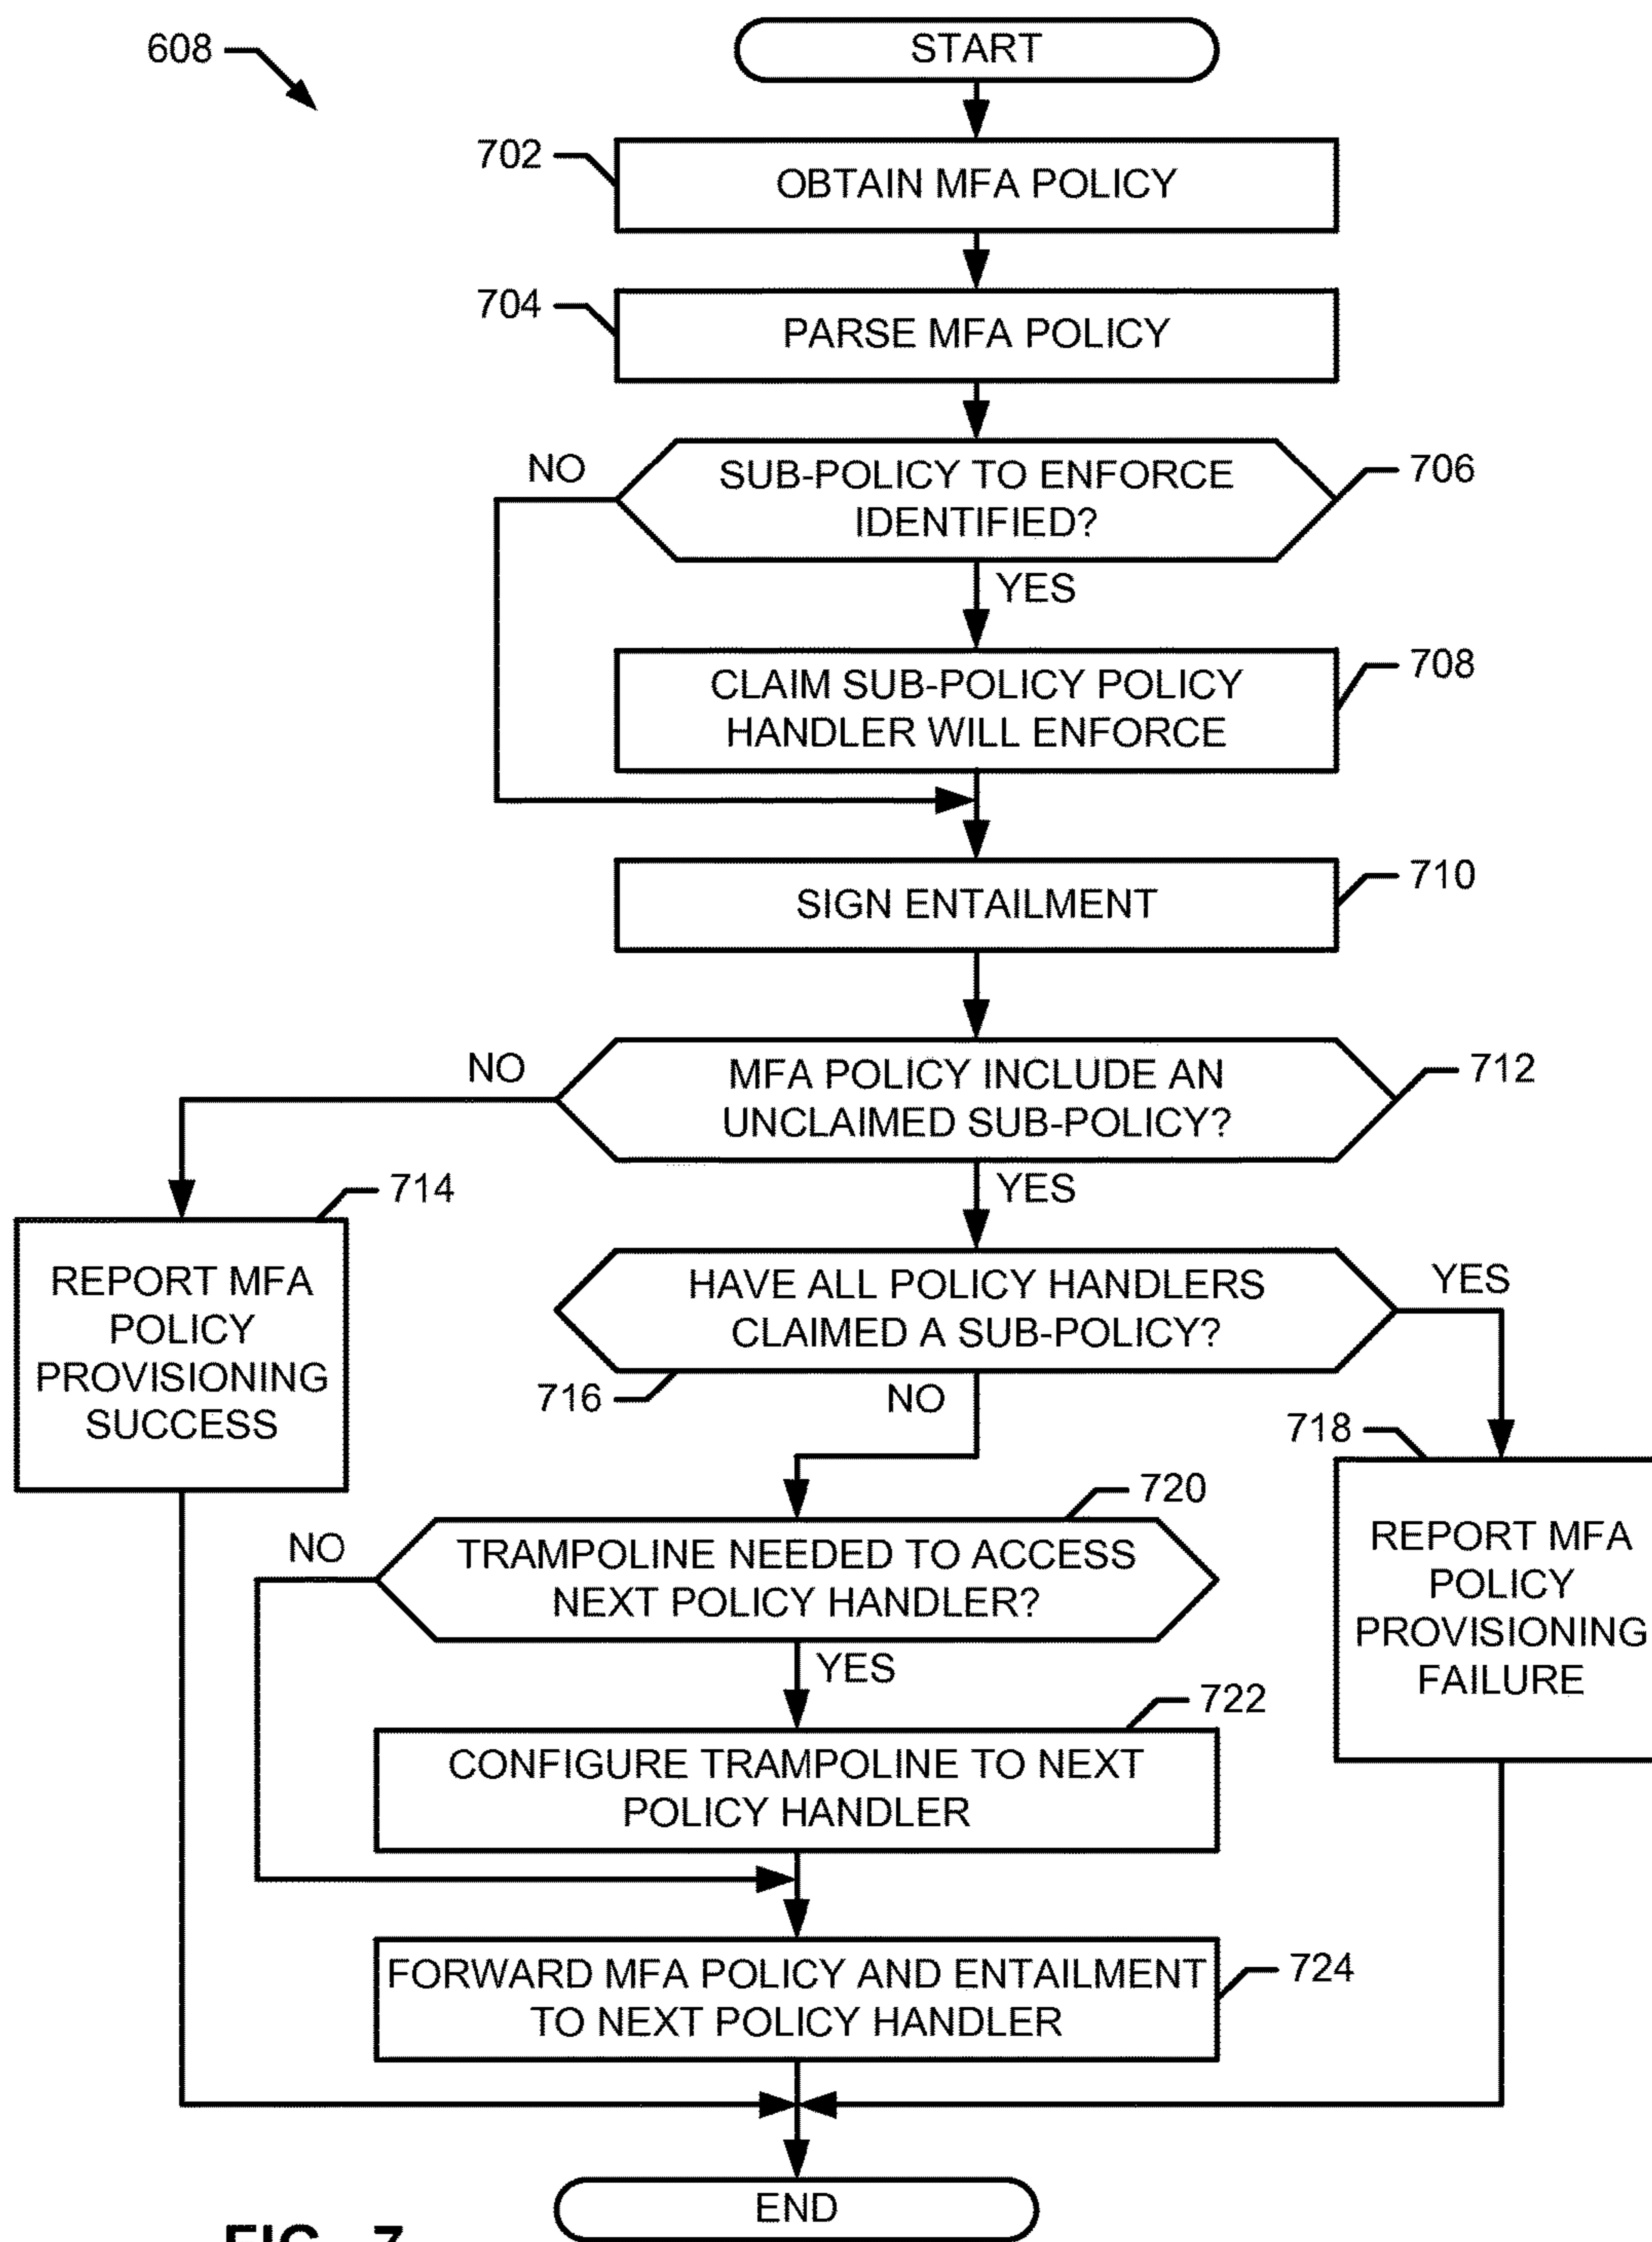 608
START
702
OBTAIN MFA POLICY
704
PARSE MFA POLICY
NO
SUB-POLICY TO ENFORCE
IDENTIFIED?
706
YES
CLAIM SUB-POLICY POLICY
HANDLER WILL ENFORCE
708
SIGN ENTAILMENT
710
NO
MFA POLICY INCLUDE AN
UNCLAIMED SUB-POLICY?
712
YES
714
REPORT MFA
POLICY
PROVISIONING
SUCCESS
HAVE ALL POLICY HANDLERS
CLAIMED A SUB-POLICY?
YES
716
NO
718
REPORT MFA
POLICY
PROVISIONING
FAILURE
720
NO
TRAMPOLINE NEEDED TO ACCESS
NEXT POLICY HANDLER?
YES
722
CONFIGURE TRAMPOLINE TO NEXT
POLICY HANDLER
FORWARD MFA POLICY AND ENTAILMENT
TO NEXT POLICY HANDLER
724
END
FIG. 7